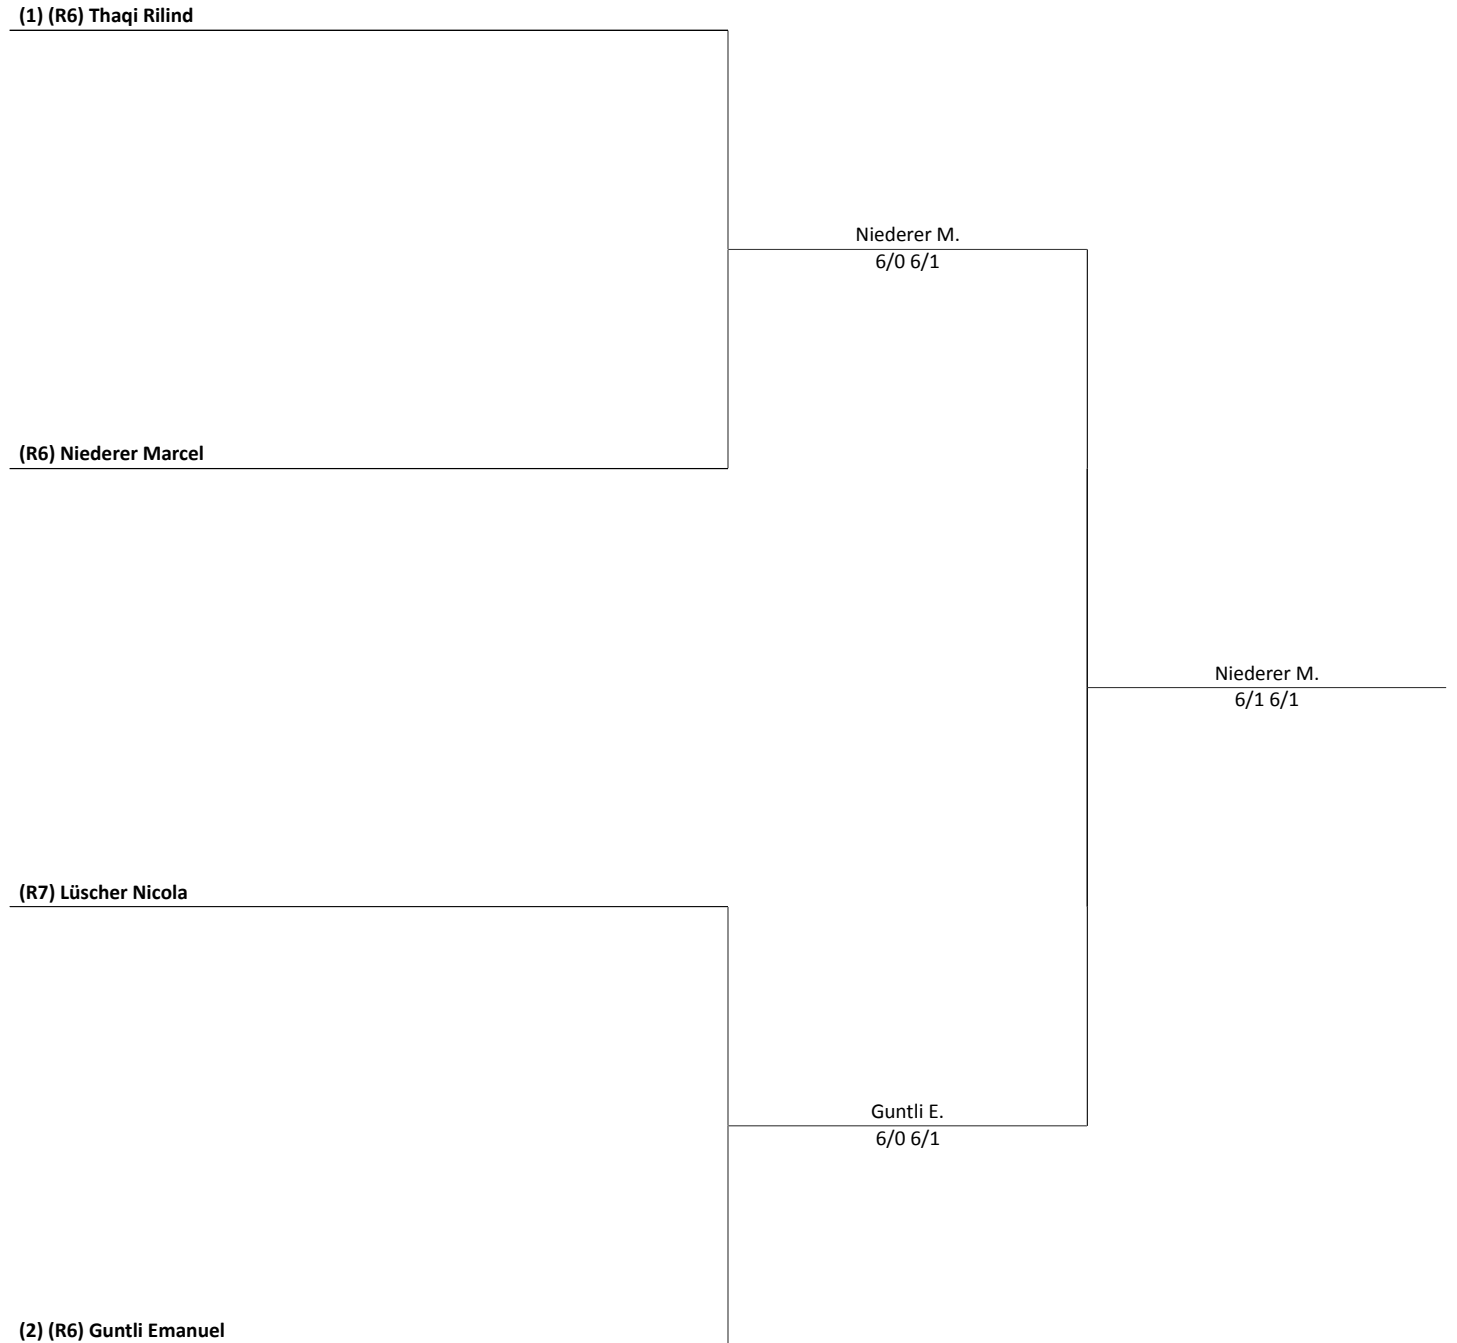 (1) (R6) Thaqi Rilind
Niederer M.
6/0 6/1
(R6) Niederer Marcel
Niederer M.
6/1 6/1
(R7) Lüscher Nicola
Guntli E.
6/0 6/1
(2) (R6) Guntli Emanuel